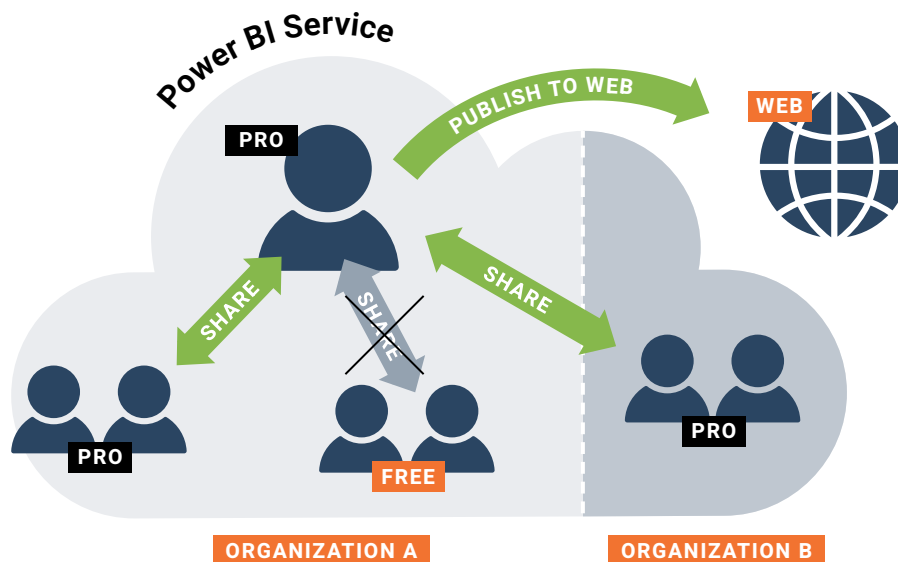 Power BI Service
PUBLISH TO WEB
WEB
PRO
SHARE
SHARE
SHARE
PRO
FREE
PRO
ORGANIZATION A
ORGANIZATION B